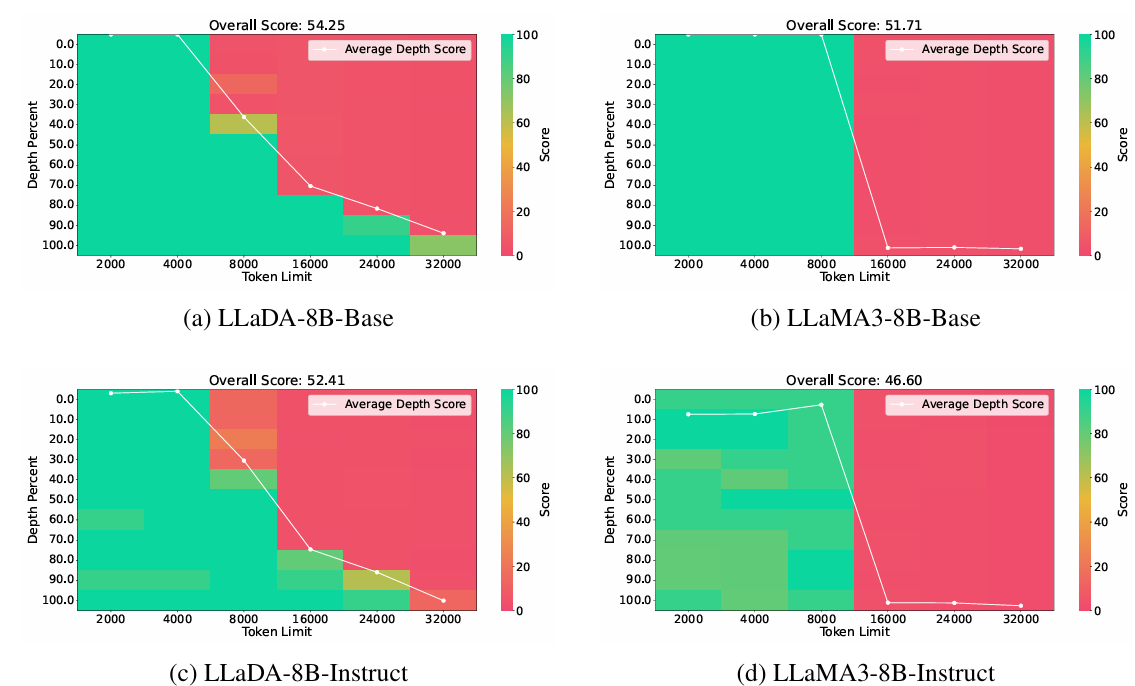 Overall Score: 54.25
Average Depth Score
Depth Percent
0.0
10.0
20.0
30.0
40.0
50.0
60.0
70.0
80.0
90.0
100.0
2000 4000 8000 16000 24000 32000
Token Limit
100
80
60
40
20
0
Score
(a) LLaDA-8B-Base
Overall Score: 51.71
Average Depth Score
Depth Percent
0.0
10.0
20.0
30.0
40.0
50.0
60.0
70.0
80.0
90.0
100.0
2000 4000 8000 16000 24000 32000
Token Limit
100
80
60
40
20
0
Score
(b) LLaMA3-8B-Base
Overall Score: 52.41
Average Depth Score
Depth Percent
0.0
10.0
20.0
30.0
40.0
50.0
60.0
70.0
80.0
90.0
100.0
2000 4000 8000 16000 24000 32000
Token Limit
100
80
60
40
20
0
Score
(c) LLaDA-8B-Instruct
Overall Score: 46.60
Average Depth Score
Depth Percent
0.0
10.0
20.0
30.0
40.0
50.0
60.0
70.0
80.0
90.0
100.0
2000 4000 8000 16000 24000 32000
Token Limit
100
80
60
40
20
0
Score
(d) LLaMA3-8B-Instruct